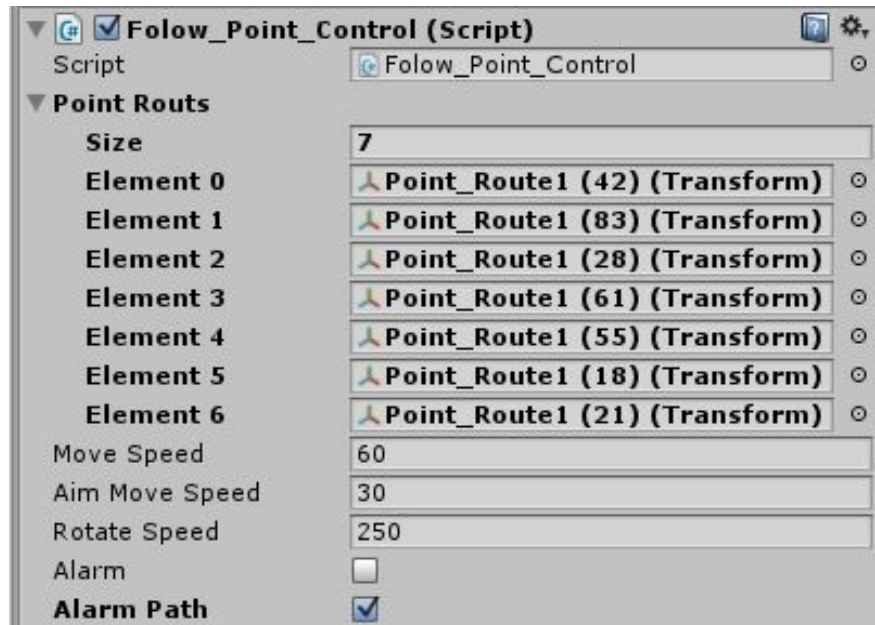 Folow_Point_Control (Script)
Script Folow_Point_Control
Point Routs
Size 7
Element 0 Point_Route1 (42) (Transform)
Element 1 Point_Route1 (83) (Transform)
Element 2 Point_Route1 (28) (Transform)
Element 3 Point_Route1 (61) (Transform)
Element 4 Point_Route1 (55) (Transform)
Element 5 Point_Route1 (18) (Transform)
Element 6 Point_Route1 (21) (Transform)
Move Speed 60
Aim Move Speed 30
Rotate Speed 250
Alarm
Alarm Path